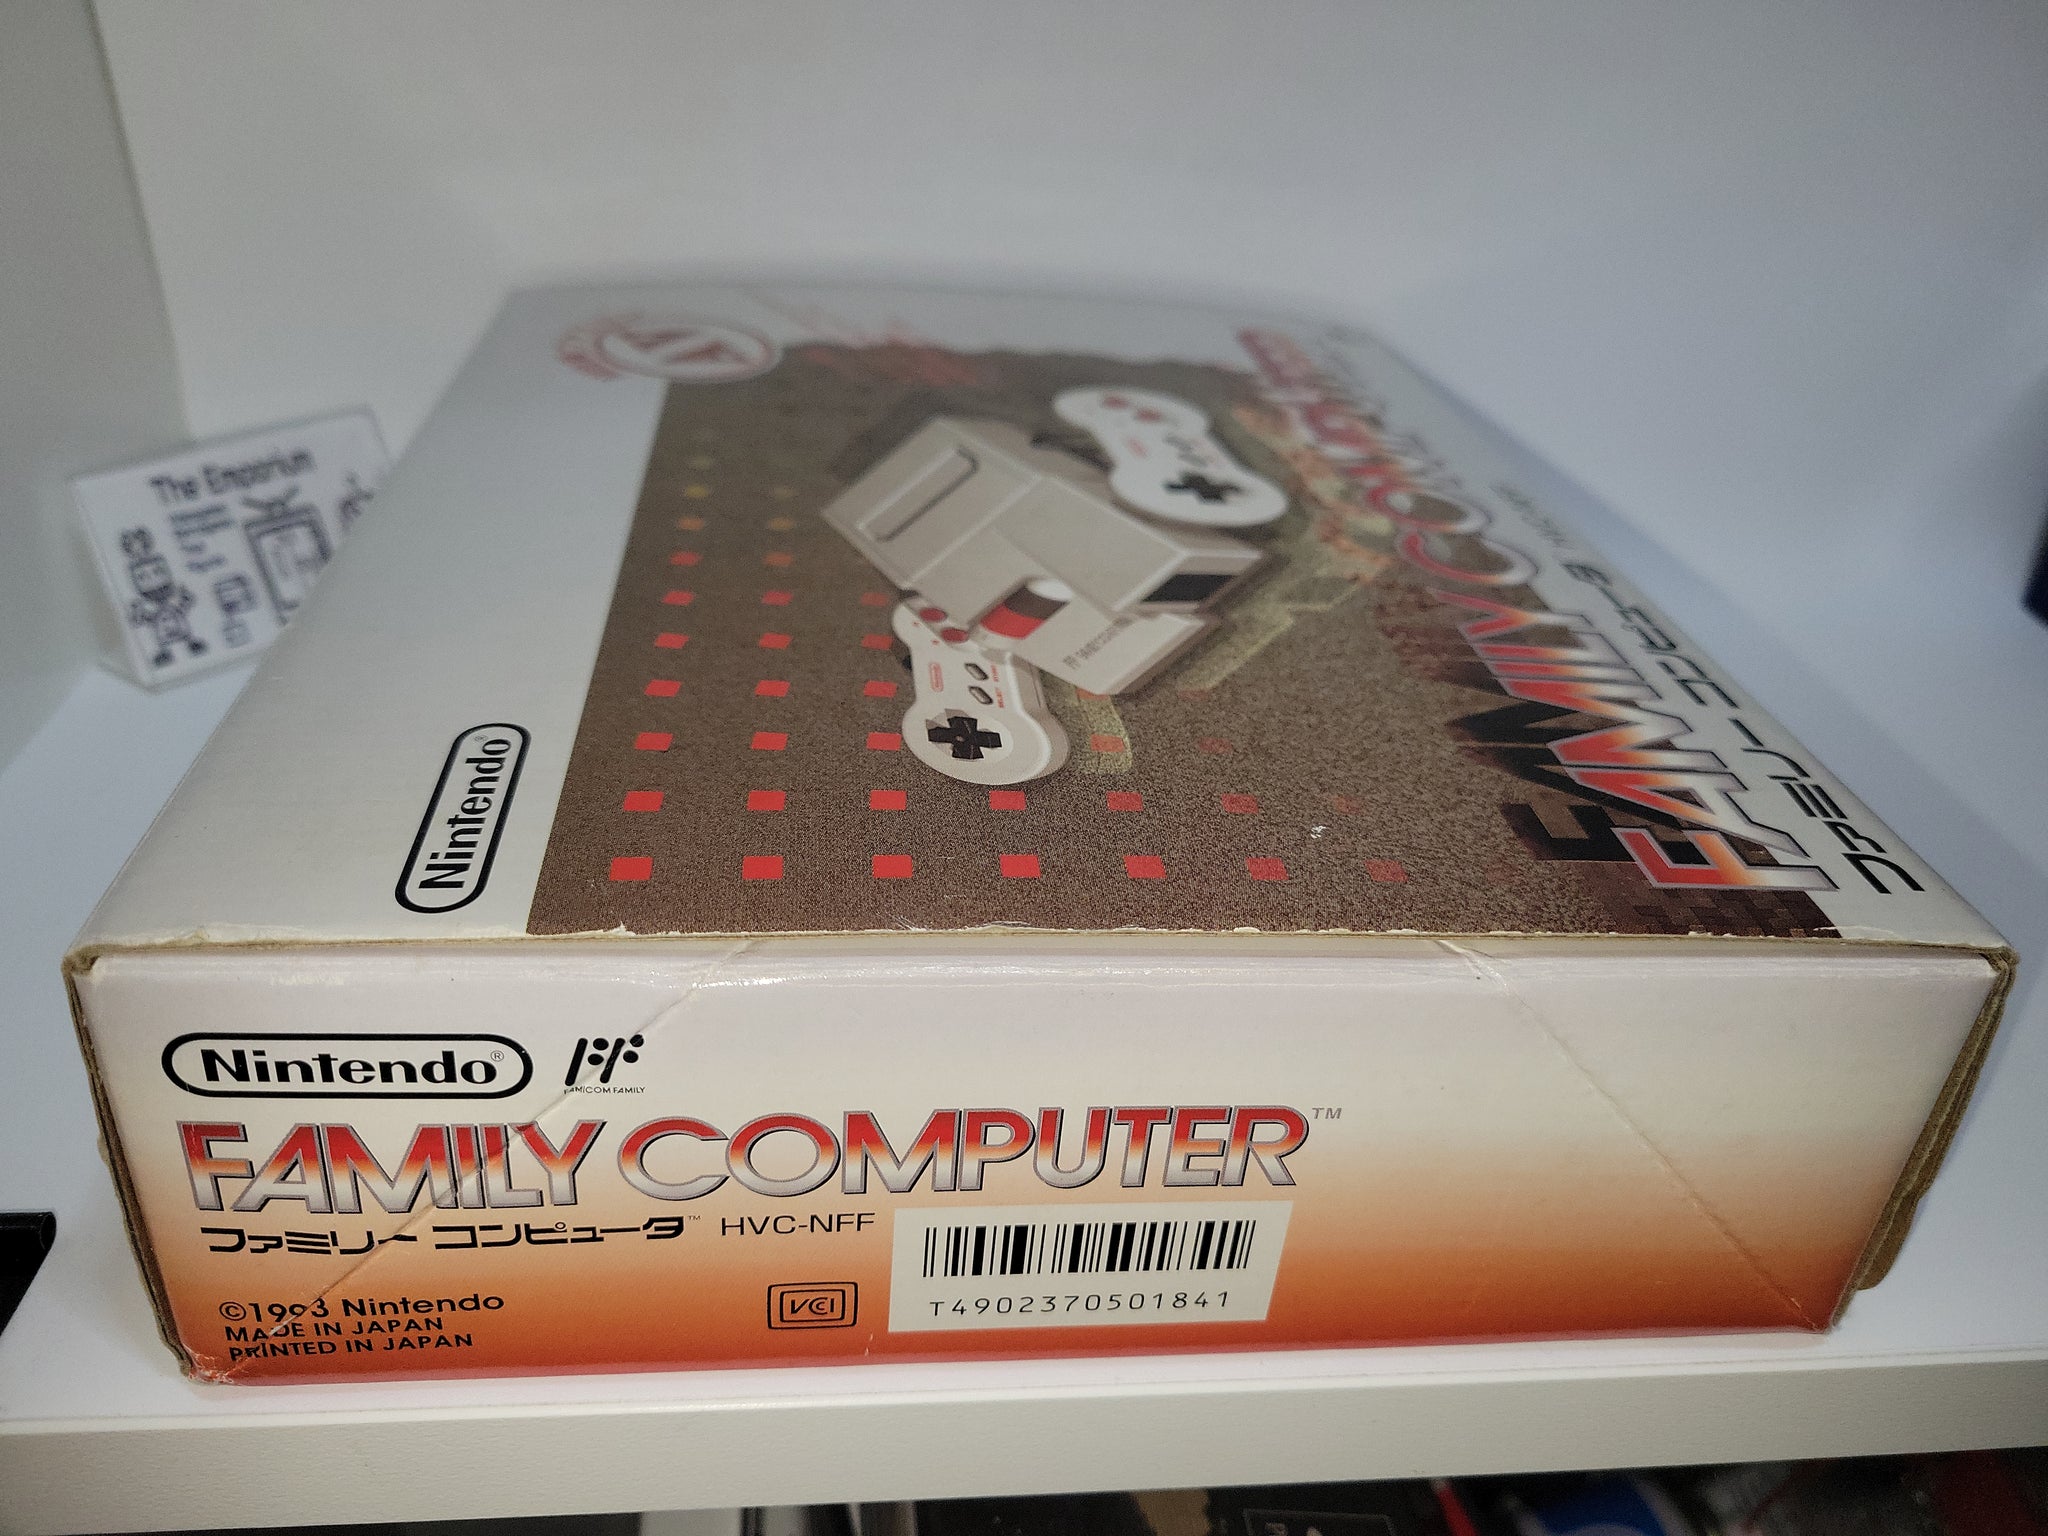 The Emporium
Nintendo®
FAMILY COMPUTER
ファミリー コンピュータ
Nintendo®
FAMICOM FAMILY
FAMILY COMPUTER™
ファミリー コンピュータ™ HVC-NFF
©1993 Nintendo
MADE IN JAPAN
PRINTED IN JAPAN
VCCI
T4902370501841